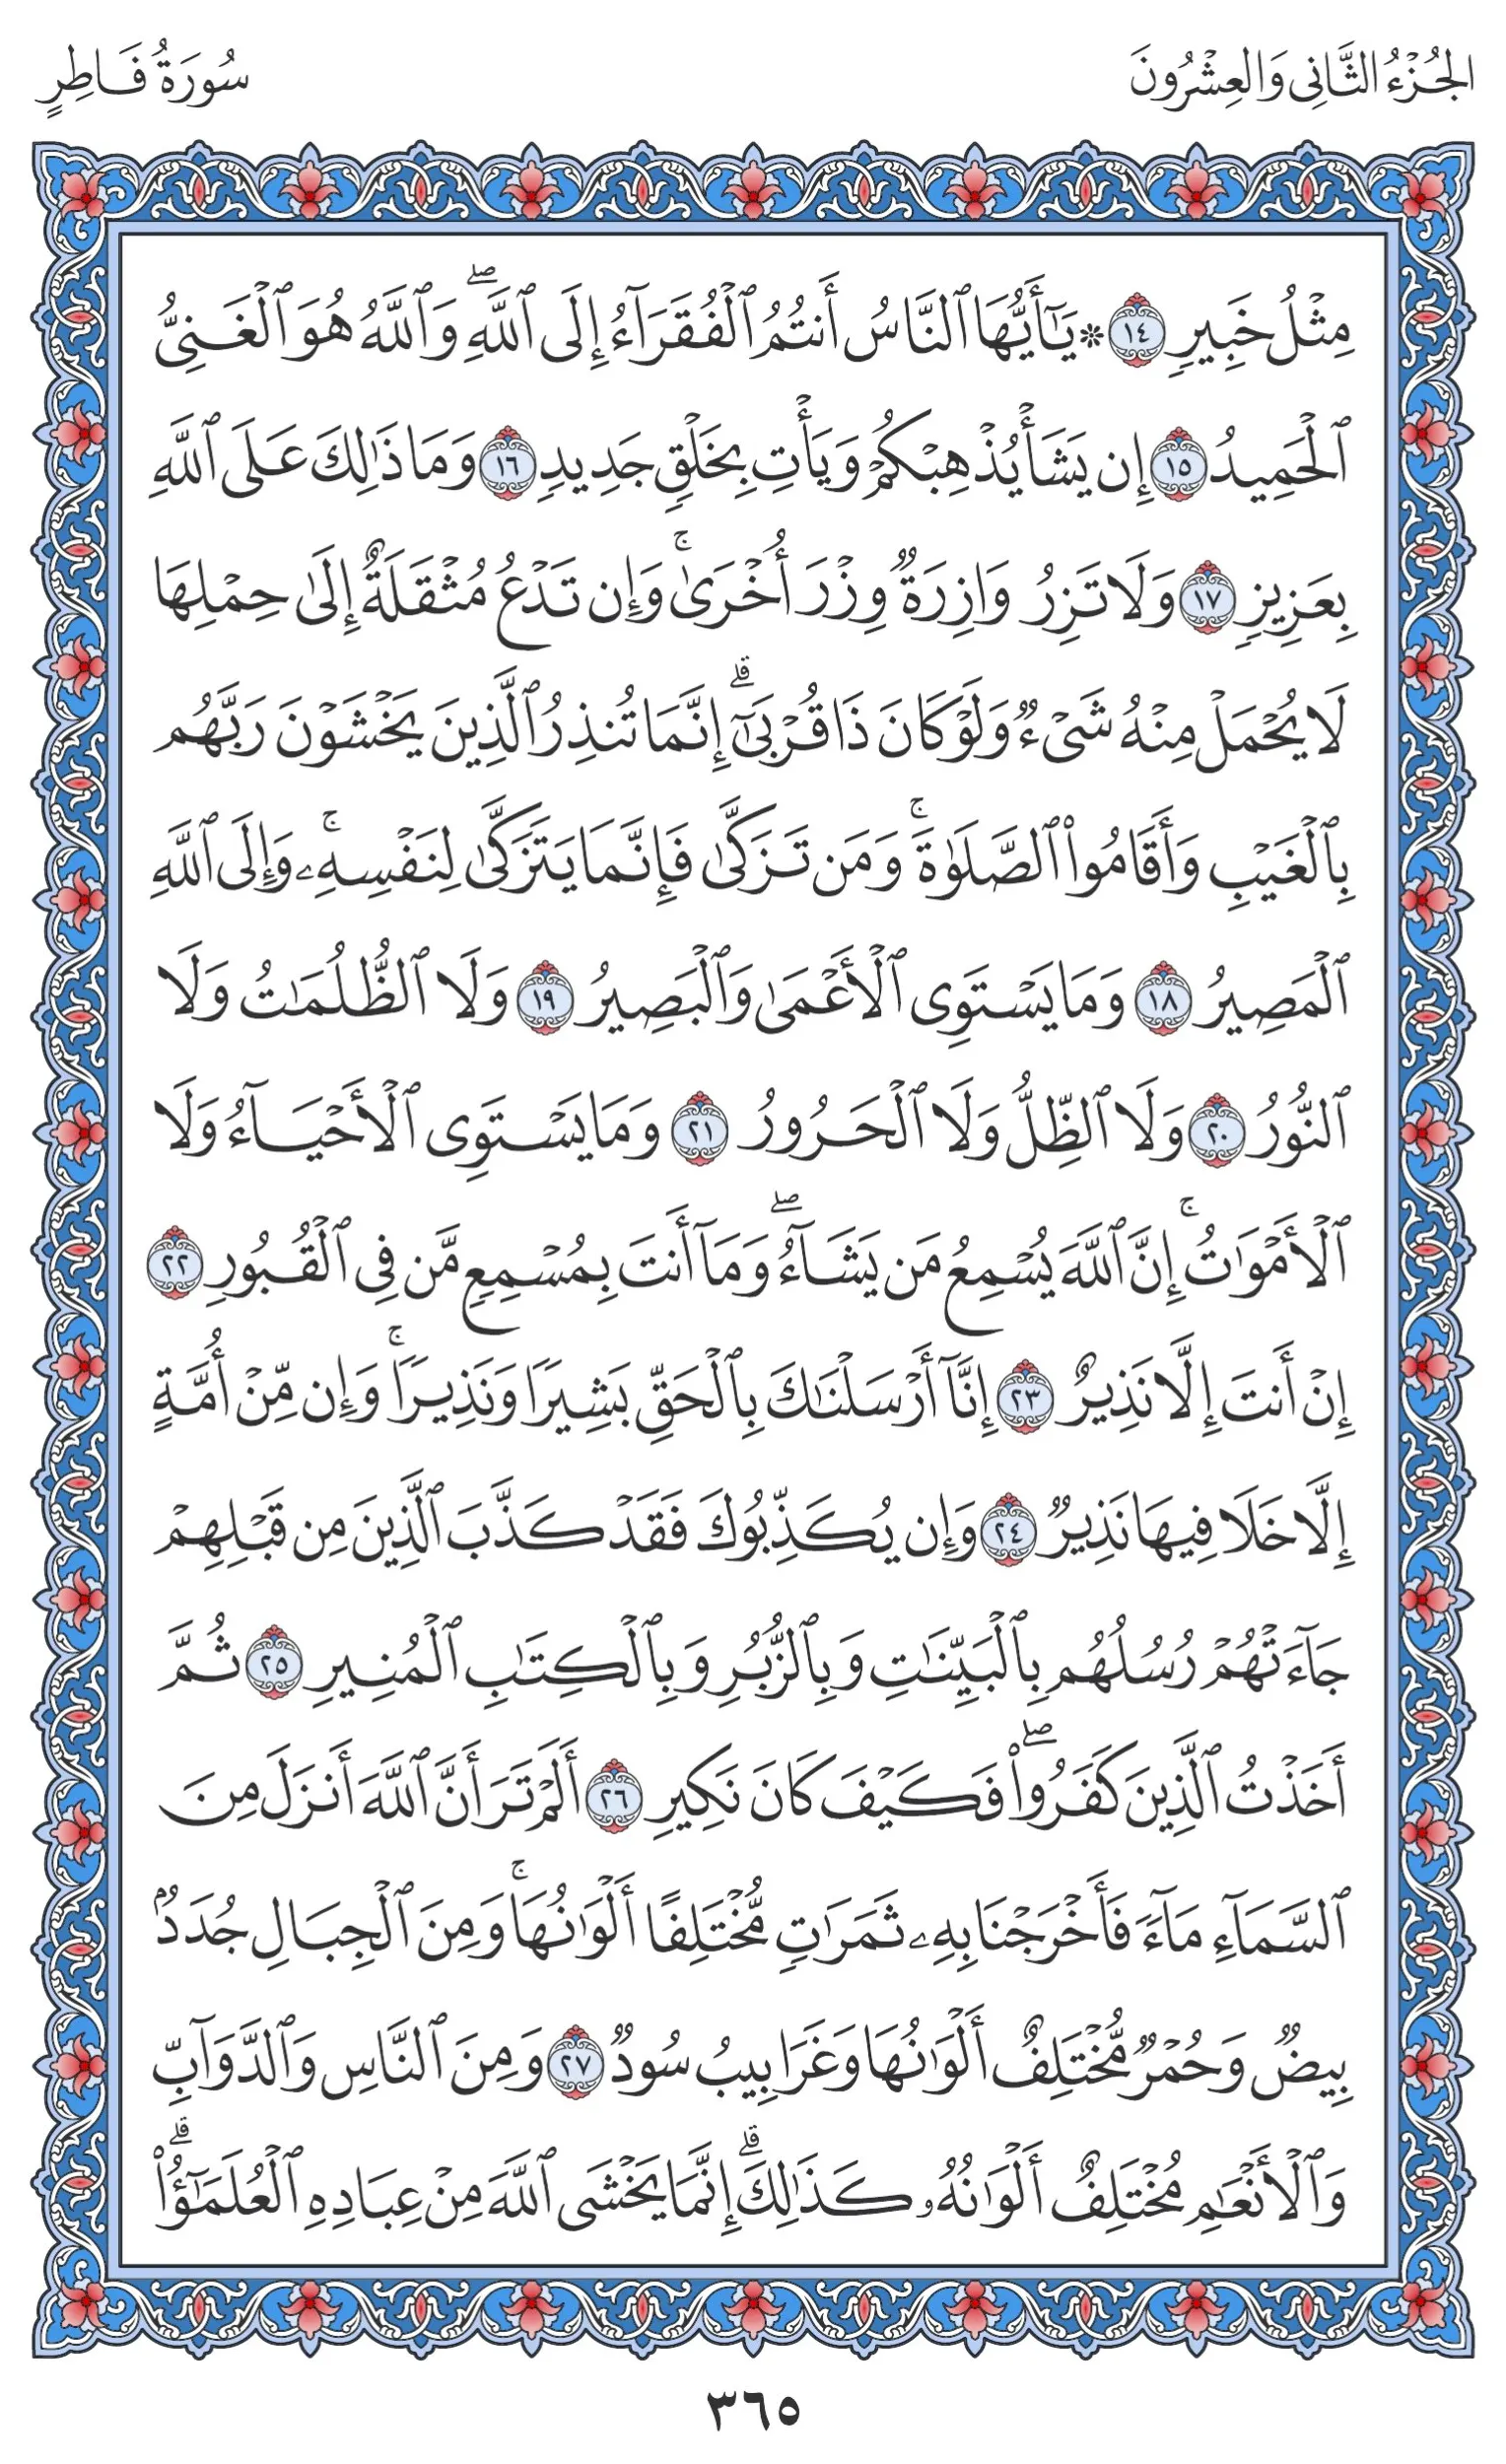 الجُزْءُ الثَّانِي وَالعِشْرُونَ
سُورَةُ فَاطِرٍ
مِثْلُ خَبِيرٍ ١٤ ۞ يَٰٓأَيُّهَا ٱلنَّاسُ أَنتُمُ ٱلْفُقَرَآءُ إِلَى ٱللَّهِۖ وَٱللَّهُ هُوَ ٱلْغَنِىُّ
ٱلْحَمِيدُ ١٥ إِن يَشَأْ يُذْهِبْكُمْ وَيَأْتِ بِخَلْقٍ جَدِيدٍ ١٦ وَمَا ذَٰلِكَ عَلَى ٱللَّهِ
بِعَزِيزٍ ١٧ وَلَا تَزِرُ وَازِرَةٌ وِزْرَ أُخْرَىٰۚ وَإِن تَدْعُ مُثْقَلَةٌ إِلَىٰ حِمْلِهَا
لَا يُحْمَلْ مِنْهُ شَىْءٌ وَلَوْ كَانَ ذَا قُرْبَىٰٓۗ إِنَّمَا تُنذِرُ ٱلَّذِينَ يَخْشَوْنَ رَبَّهُم
بِٱلْغَيْبِ وَأَقَامُوا۟ ٱلصَّلَوٰةَۚ وَمَن تَزَكَّىٰ فَإِنَّمَا يَتَزَكَّىٰ لِنَفْسِهِۦۚ وَإِلَى ٱللَّهِ
ٱلْمَصِيرُ ١٨ وَمَا يَسْتَوِى ٱلْأَعْمَىٰ وَٱلْبَصِيرُ ١٩ وَلَا ٱلظُّلُمَٰتُ وَلَا
ٱلنُّورُ ٢٠ وَلَا ٱلظِّلُّ وَلَا ٱلْحَرُورُ ٢١ وَمَا يَسْتَوِى ٱلْأَحْيَآءُ وَلَا
ٱلْأَمْوَٰتُۚ إِنَّ ٱللَّهَ يُسْمِعُ مَن يَشَآءُۖ وَمَآ أَنتَ بِمُسْمِعٍ مَّن فِى ٱلْقُبُورِ ٢٢
إِنْ أَنتَ إِلَّا نَذِيرٌ ٢٣ إِنَّآ أَرْسَلْنَٰكَ بِٱلْحَقِّ بَشِيرًا وَنَذِيرًاۚ وَإِن مِّنْ أُمَّةٍ
إِلَّا خَلَا فِيهَا نَذِيرٌ ٢٤ وَإِن يُكَذِّبُوكَ فَقَدْ كَذَّبَ ٱلَّذِينَ مِن قَبْلِهِمْ
جَآءَتْهُمْ رُسُلُهُم بِٱلْبَيِّنَٰتِ وَبِٱلزُّبُرِ وَبِٱلْكِتَٰبِ ٱلْمُنِيرِ ٢٥ ثُمَّ
أَخَذْتُ ٱلَّذِينَ كَفَرُوا۟ۖ فَكَيْفَ كَانَ نَكِيرِ ٢٦ أَلَمْ تَرَ أَنَّ ٱللَّهَ أَنزَلَ مِنَ
ٱلسَّمَآءِ مَآءً فَأَخْرَجْنَا بِهِۦ ثَمَرَٰتٍ مُّخْتَلِفًا أَلْوَٰنُهَاۚ وَمِنَ ٱلْجِبَالِ جُدَدٌۢ
بِيضٌ وَحُمْرٌ مُّخْتَلِفٌ أَلْوَٰنُهَا وَغَرَابِيبُ سُودٌ ٢٧ وَمِنَ ٱلنَّاسِ وَٱلدَّوَآبِّ
وَٱلْأَنْعَٰمِ مُخْتَلِفٌ أَلْوَٰنُهُۥ كَذَٰلِكَۗ إِنَّمَا يَخْشَى ٱللَّهَ مِنْ عِبَادِهِ ٱلْعُلَمَٰٓؤُا۟ۗ
٣٦٥